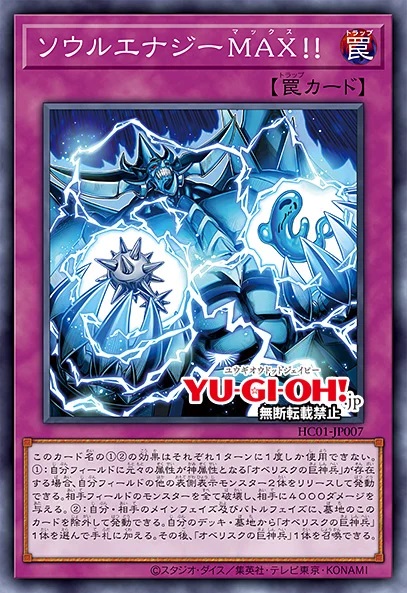 マックス
ソウルエナジーMAX!!
トラップ
罠
トラップ
【罠カード】
ユウギオウドットジェイピー
YU-GI-OH!.jp
無断転載禁止
HC01-JP007
このカード名の①②の効果はそれぞれ1ターンに1度しか使用できない。
①:自分フィールドに元々の属性が神属性となる「オベリスクの巨神兵」が存在
する場合、自分フィールドの他の表側表示モンスター2体をリリースして発動
できる。相手フィールドのモンスターを全て破壊し、相手に4000ダメージを
与える。②:自分・相手のメインフェイズ及びバトルフェイズに、墓地のこの
カードを除外して発動できる。自分のデッキ・墓地から「オベリスクの巨神兵」
1体を選んで手札に加える。その後、「オベリスクの巨神兵」1体を召喚できる。
©スタジオ・ダイス/集英社・テレビ東京・KONAMI